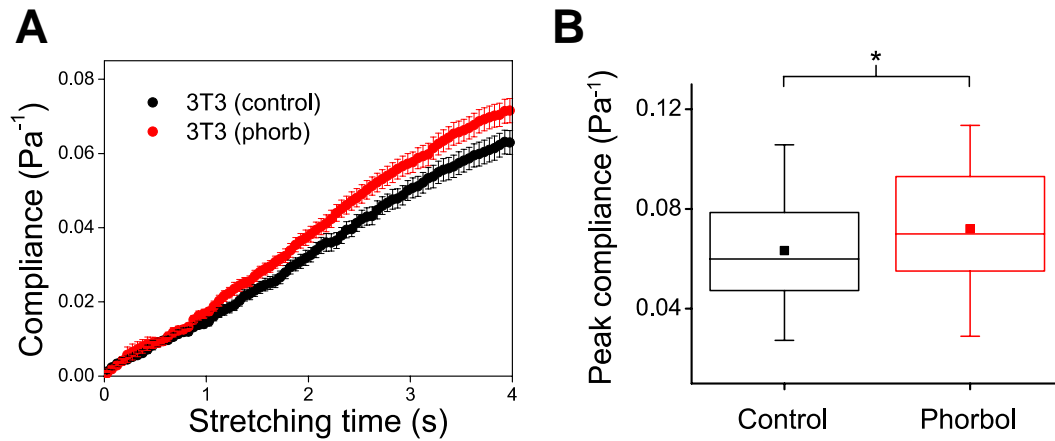 A
Compliance (Pa⁻¹)
0.08
0.06
0.04
0.02
0.00
3T3 (control)
3T3 (phorb)
0 1 2 3 4
Stretching time (s)
B
*
Peak compliance (Pa⁻¹)
0.12
0.08
0.04
Control Phorbol